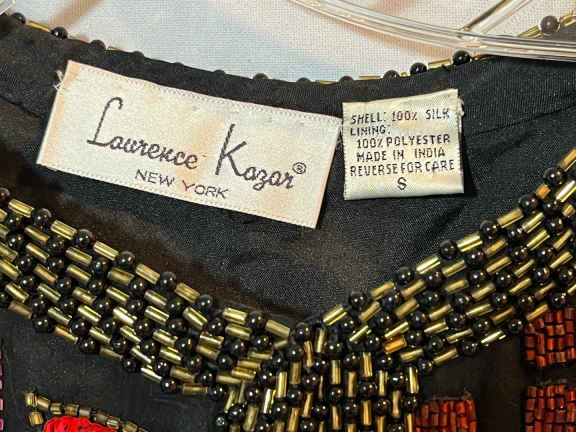 Laurence Kazar®
NEW YORK
SHELL: 100% SILK
LINING:
100% POLYESTER
MADE IN INDIA
REVERSE FOR CARE
S